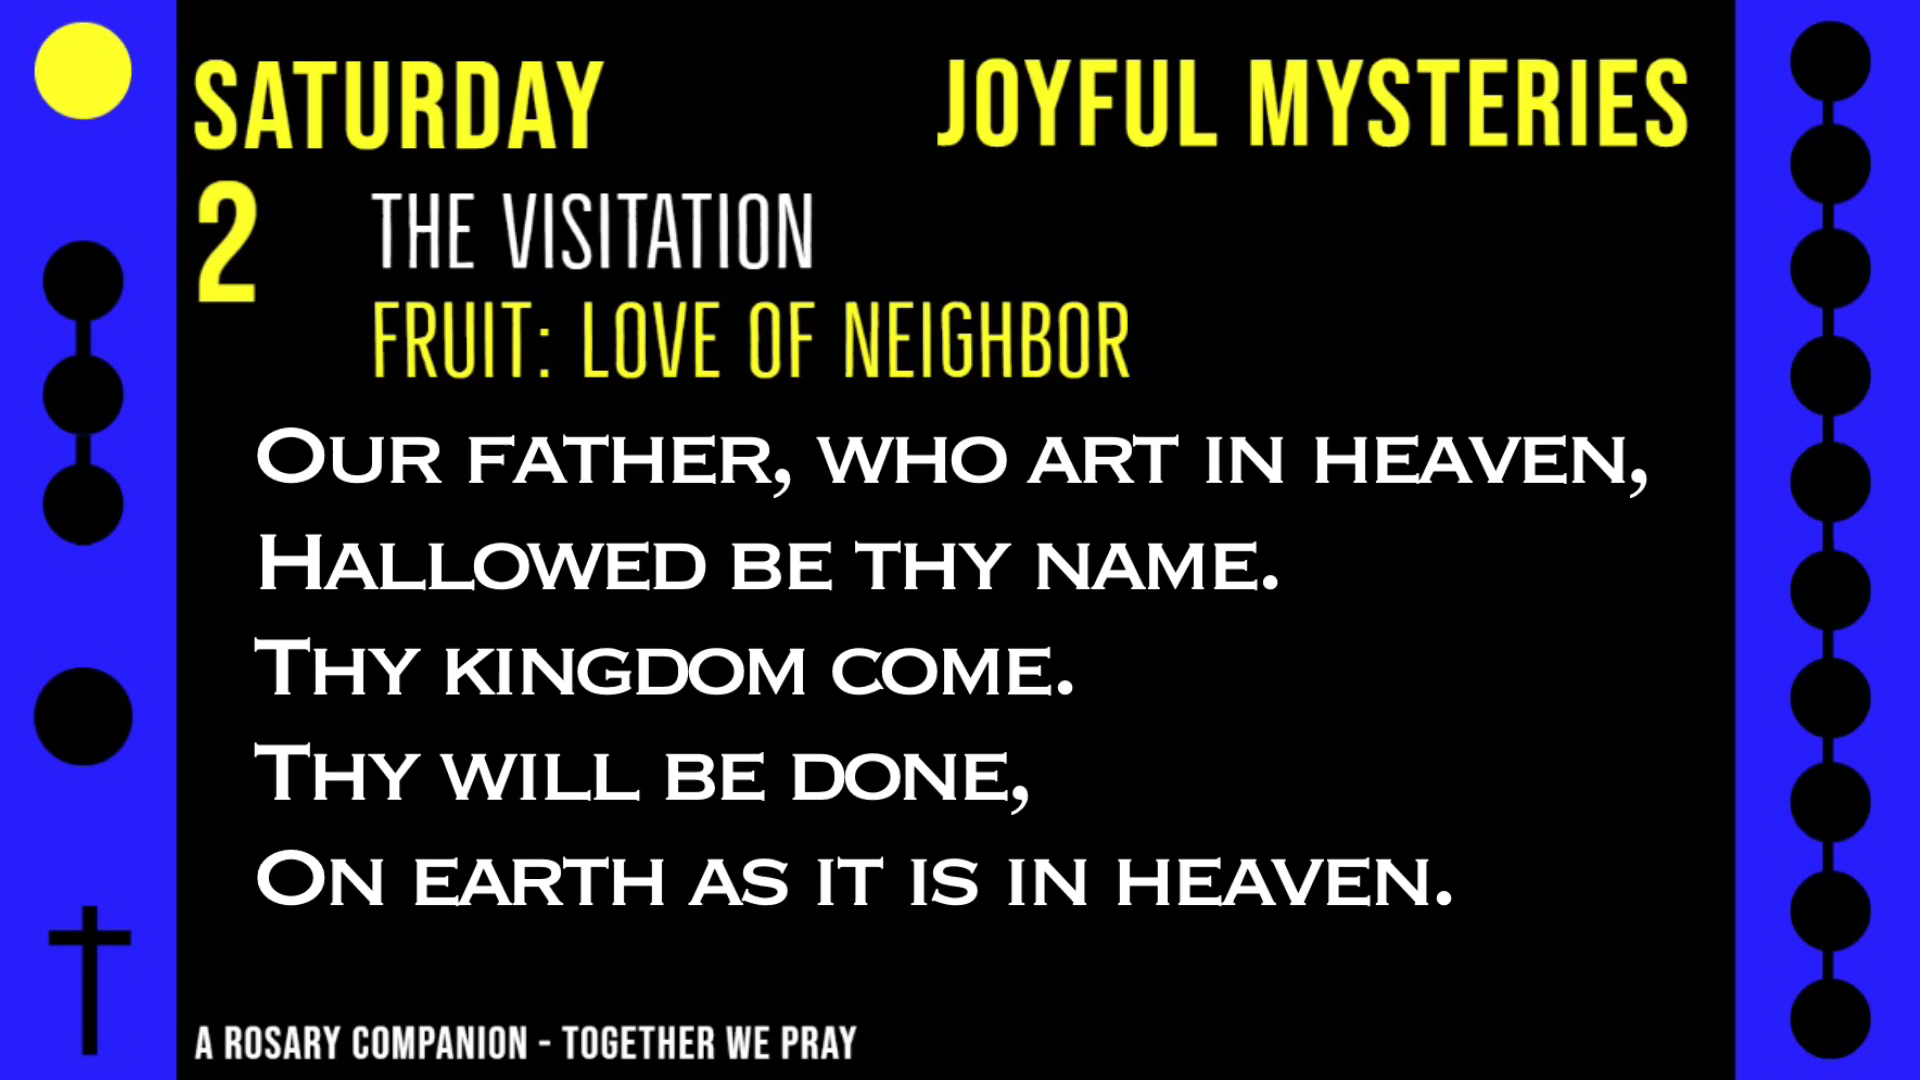 SATURDAY JOYFUL MYSTERIES
2 THE VISITATION
FRUIT: LOVE OF NEIGHBOR
Our father, who art in heaven,
Hallowed be thy name.
Thy kingdom come.
Thy will be done,
On earth as it is in heaven.
A ROSARY COMPANION - TOGETHER WE PRAY